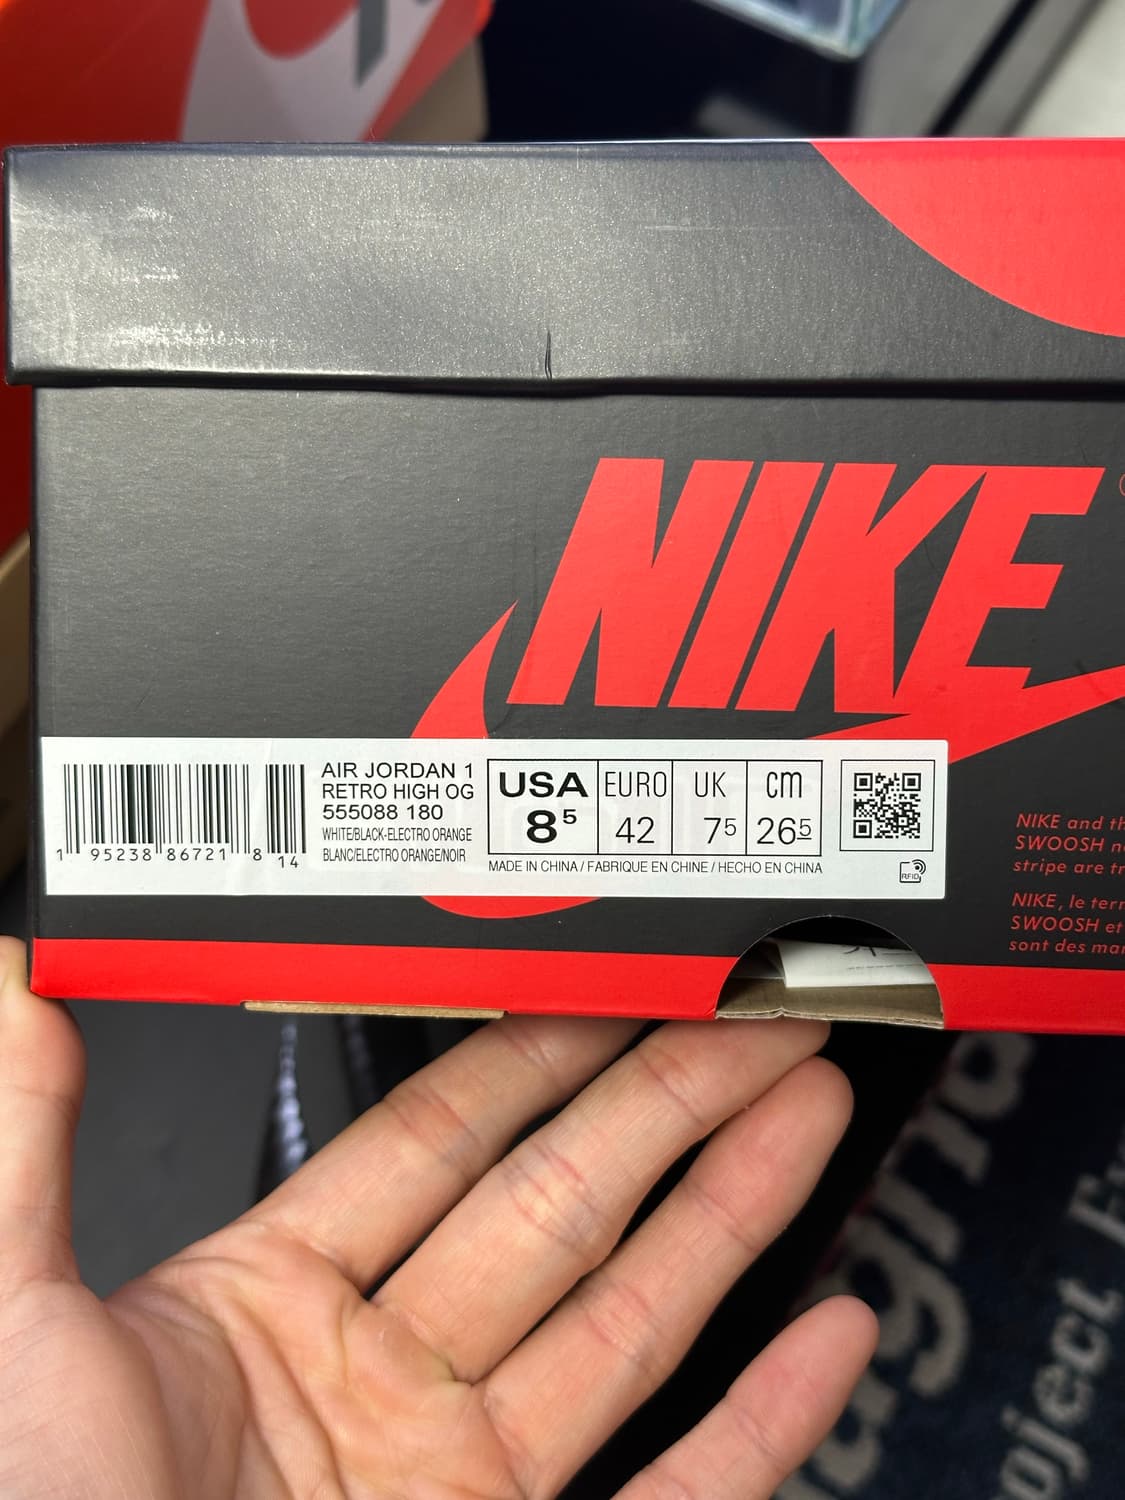 NIKE
AIR JORDAN 1
RETRO HIGH OG
555088 180
WHITE/BLACK-ELECTRO ORANGE
BLANC/ELECTRO ORANGE/NOIR
1 95238 86721 8 14
USA EURO UK cm
8⁵ 42 7⁵ 26⁵
MADE IN CHINA / FABRIQUE EN CHINE / HECHO EN CHINA
RFID
NIKE and th
SWOOSH
stripe are
NIKE, le
SWOOSH et
sont des